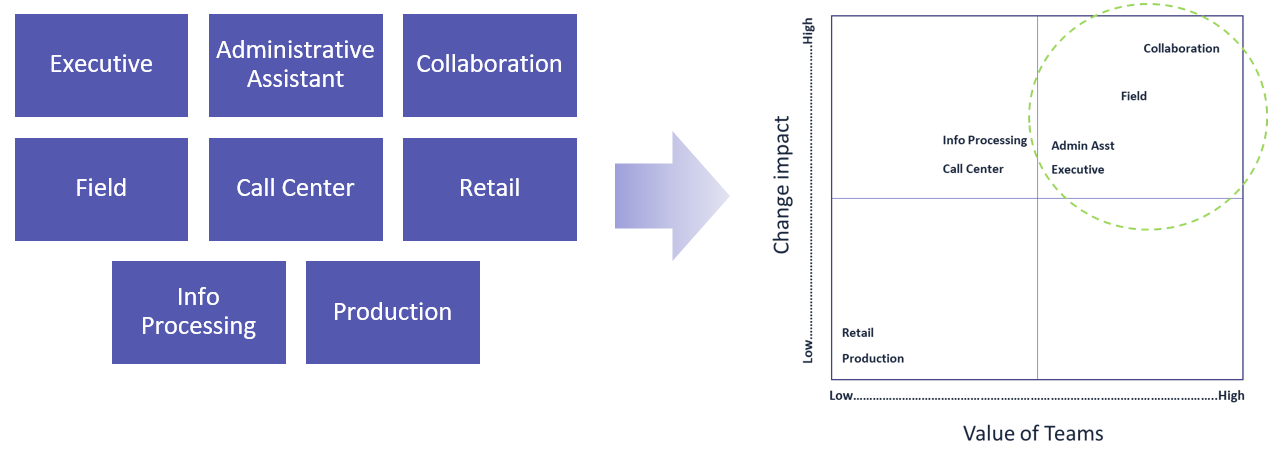 Executive
Administrative
Assistant
Collaboration
Field
Call Center
Retail
Info
Processing
Production
Change impact
Low.......................................................................High
Collaboration
Field
Info Processing
Admin Asst
Call Center
Executive
Retail
Production
Low……………………………………………………………………………………………………………..High
Value of Teams